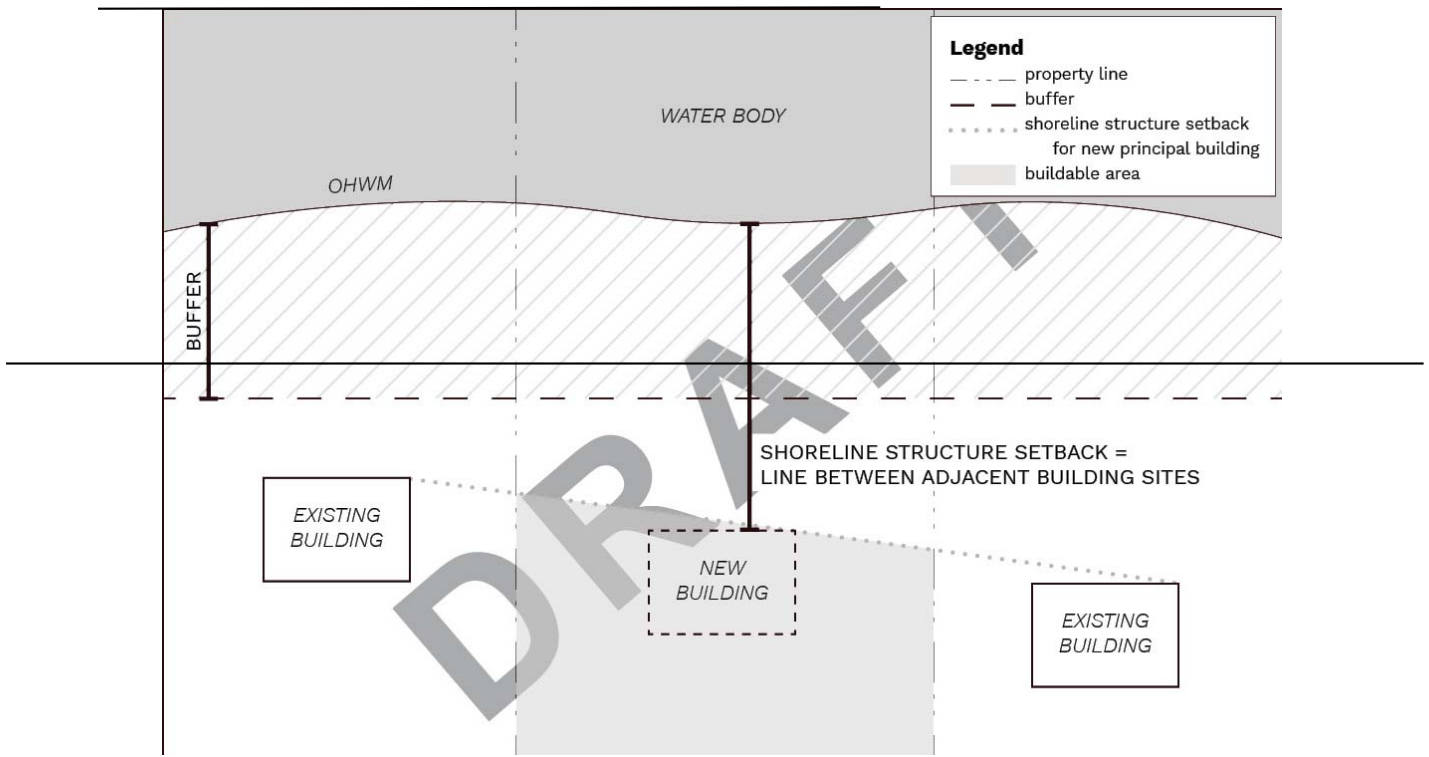 Legend
property line
buffer
shoreline structure setback
for new principal building
buildable area
WATER BODY
OHWM
BUFFER
SHORELINE STRUCTURE SETBACK =
LINE BETWEEN ADJACENT BUILDING SITES
EXISTING
BUILDING
NEW
BUILDING
EXISTING
BUILDING
DRAFT